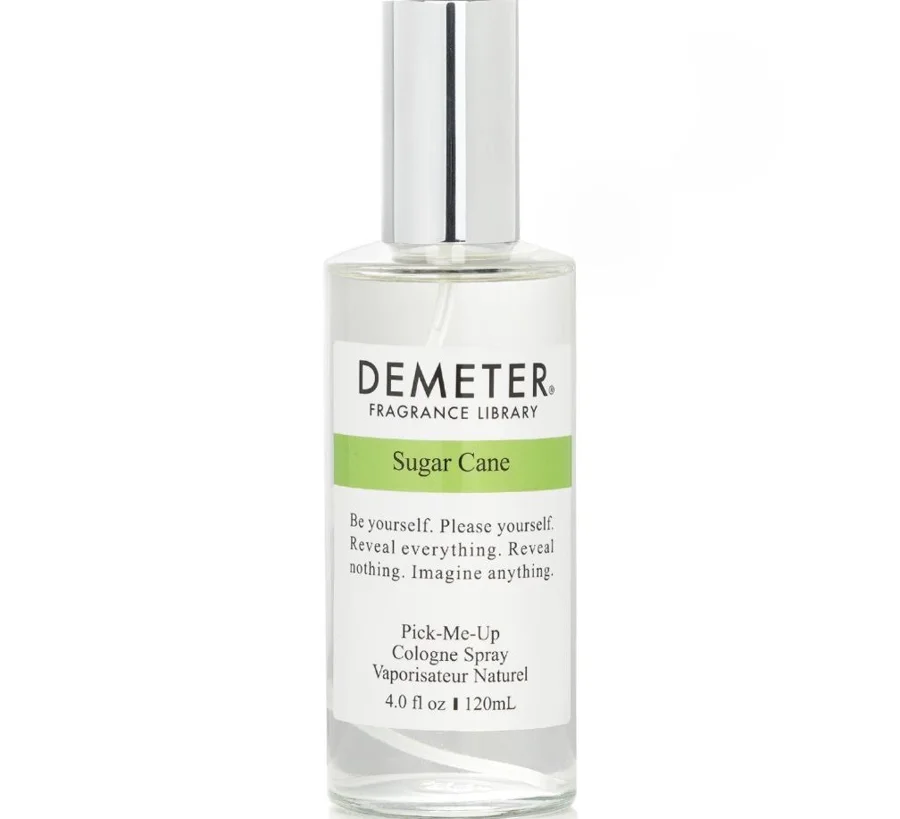 DEMETER®
FRAGRANCE LIBRARY
Sugar Cane
Be yourself. Please yourself.
Reveal everything. Reveal
nothing. Imagine anything.
Pick-Me-Up
Cologne Spray
Vaporisateur Naturel
4.0 fl oz ▮ 120mL